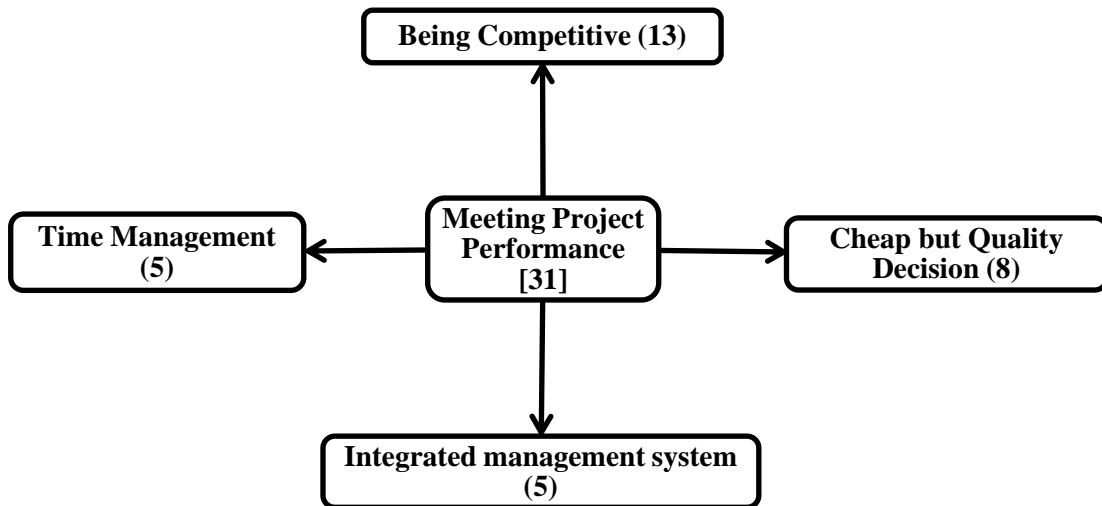 Being Competitive (13)
Meeting Project
Performance
[31]
Time Management
(5)
Cheap but Quality
Decision (8)
Integrated management system
(5)